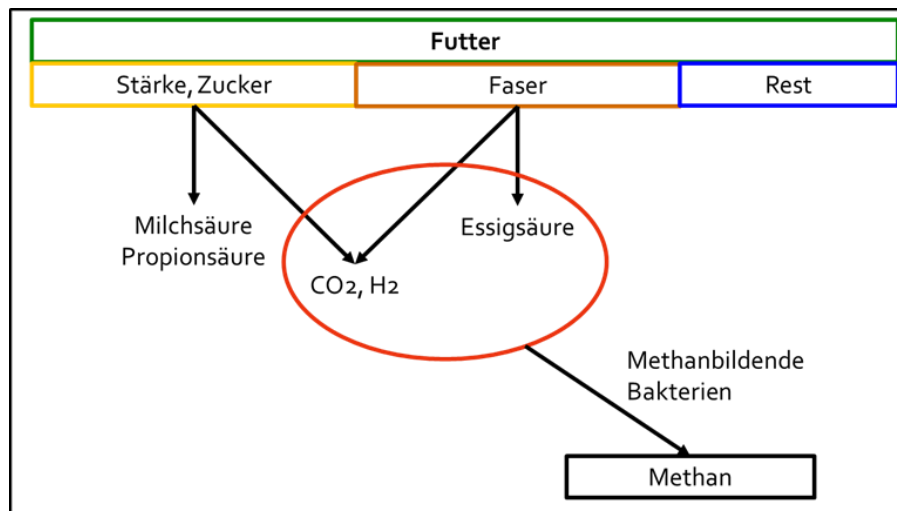 Futter
Stärke, Zucker
Faser
Rest
Milchsäure
Propionsäure
Essigsäure
CO2, H2
Methanbildende
Bakterien
Methan